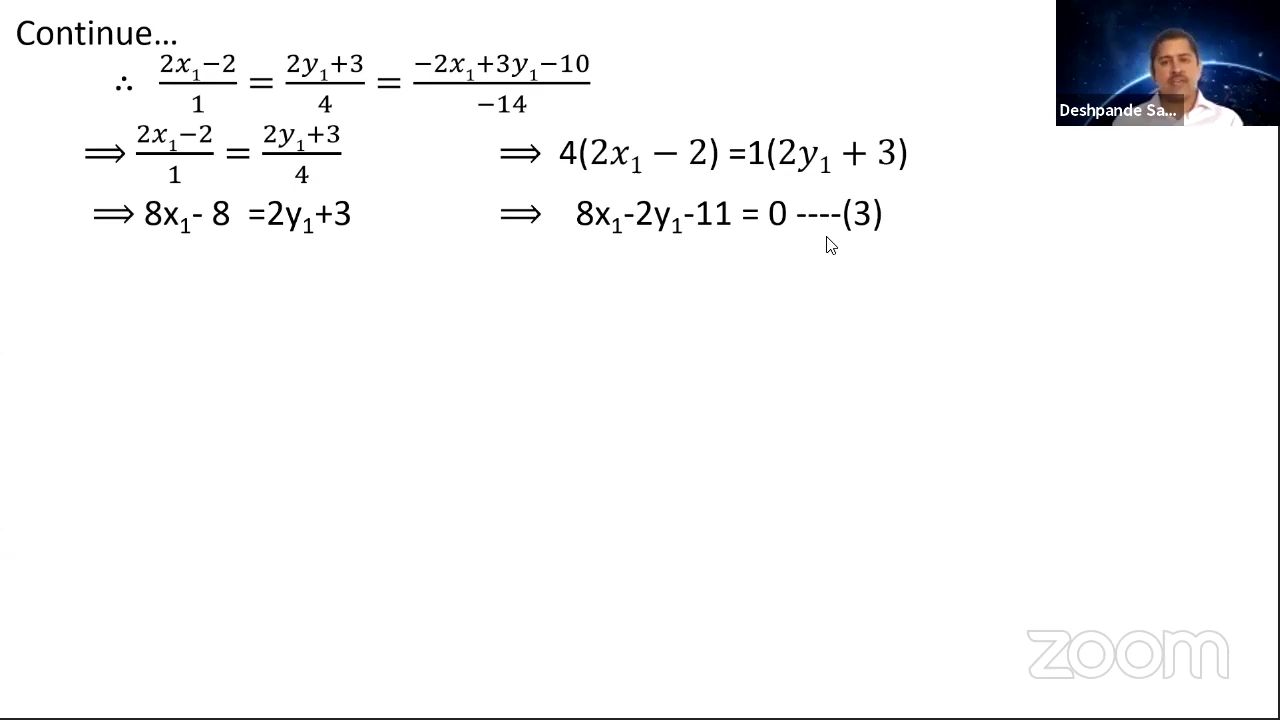 Continue…
∴ (2x₁−2)/1 = (2y₁+3)/4 = (−2x₁+3y₁−10)/−14
⟹ (2x₁−2)/1 = (2y₁+3)/4 ⟹ 4(2x₁ − 2) =1(2y₁ + 3)
⟹ 8x₁- 8 =2y₁+3 ⟹ 8x₁-2y₁-11 = 0 ----(3)
Deshpande Sa...
zoom